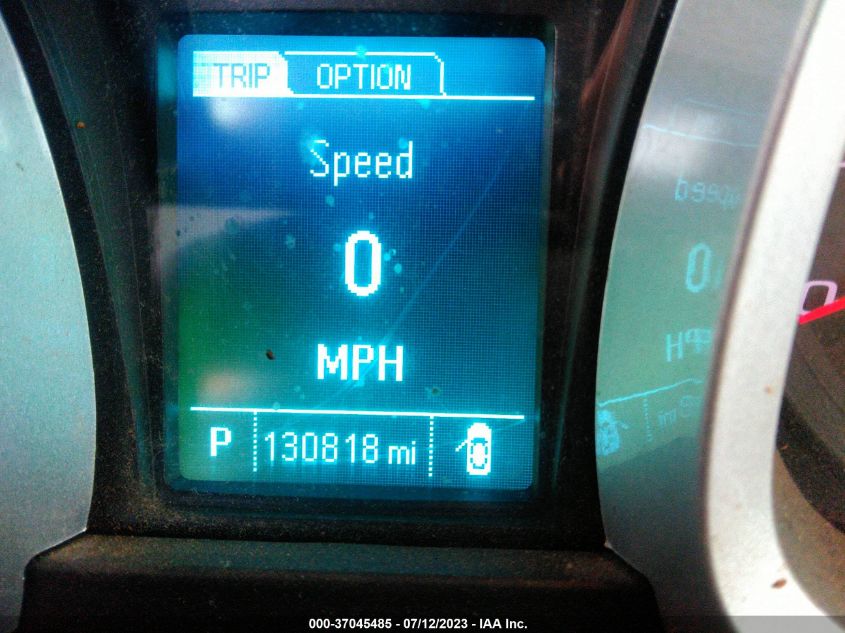 TRIP OPTION
Speed
0
MPH
P 130818 mi
000-37045485 - 07/12/2023 - IAA Inc.